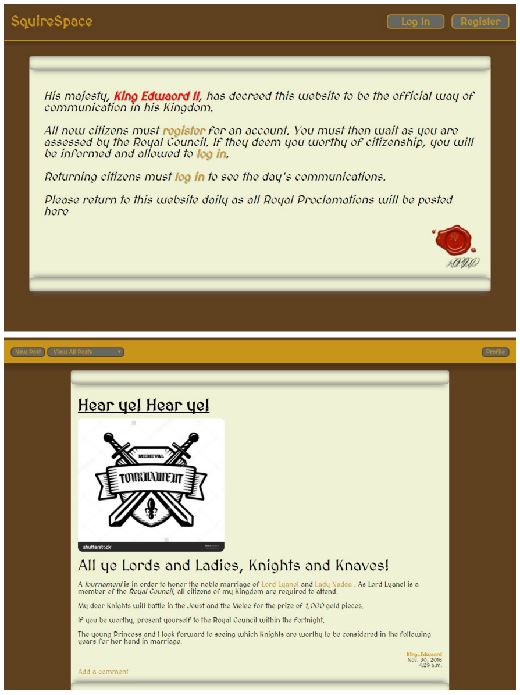 SquireSpace
Log In
Register
His majesty, King Edwaord II, has decreed this website to be the official way of
communication in his Kingdom.
All new citizens must register for an account. You must then wait as you are
assessed by the Royal Council. If they deem you worthy of citizenship, you will
be informed and allowed to log in.
Returning citizens must log in to see the day's communications.
Please return to this website daily as all Royal Proclamations will be posted
here
New Post
View All Posts
Profile
Hear ye! Hear ye!
MEDIEVAL
TOURNAMENT
shutterstock
All ye Lords and Ladies, Knights and Knaves!
A tournament is in order to honor the noble marriage of Lord Lyanel and Lady Nadea . As Lord Lyanel is a
member of the Royal Council, all citizens of my kingdom are required to attend.
My dear Knights will battle in the Joust and the Melee for the prize of 1,000 gold pieces.
If you be worthy, present yourself to the Royal Council within the fortnight.
The young Princess and I look forward to seeing which Knights are worthy to be considered in the following
years for her hand in marriage.
King_Edward
Nov. 30, 2016
4:25 a.m.
Add a comment